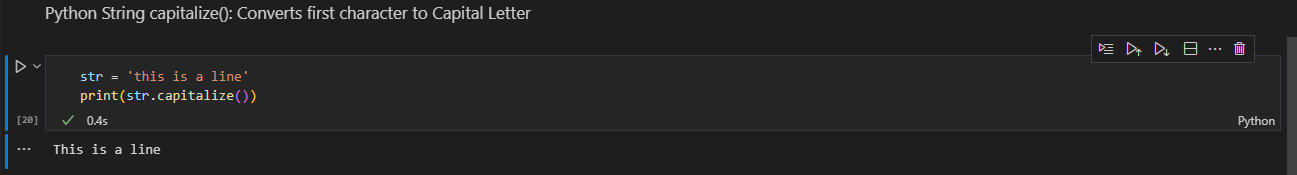 Python String capitalize(): Converts first character to Capital Letter
str = 'this is a line'
print(str.capitalize())
[20] 0.4s Python
This is a line